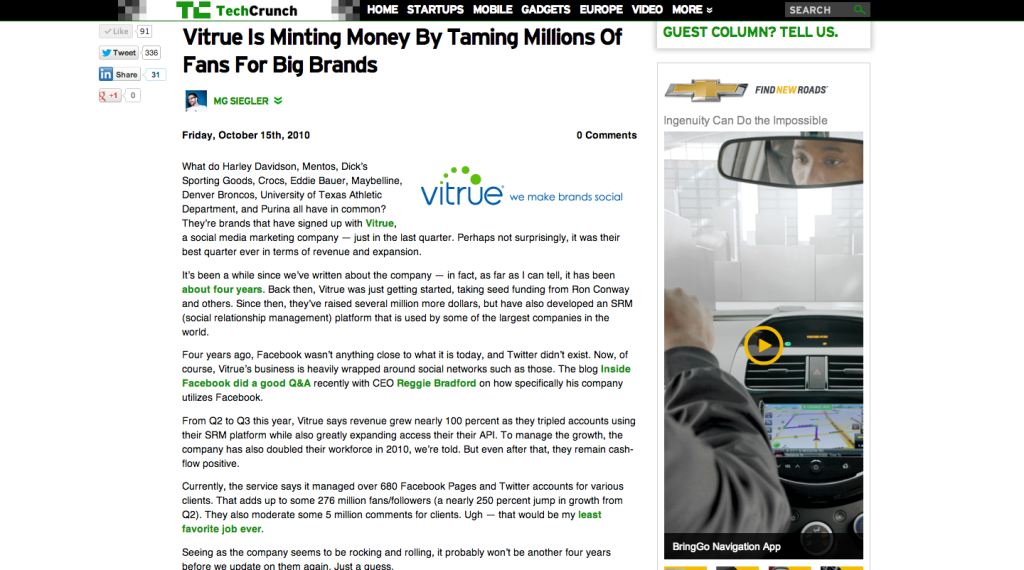 TC TechCrunch
HOME STARTUPS MOBILE GADGETS EUROPE VIDEO MORE
SEARCH
Like 91
Tweet 336
in Share 31
g +1 0
Vitrue Is Minting Money By Taming Millions Of
Fans For Big Brands
MG SIEGLER
Friday, October 15th, 2010
0 Comments
What do Harley Davidson, Mentos, Dick's
Sporting Goods, Crocs, Eddie Bauer, Maybelline,
Denver Broncos, University of Texas Athletic
Department, and Purina all have in common?
They're brands that have signed up with Vitrue,
a social media marketing company — just in the last quarter. Perhaps not surprisingly, it was their
best quarter ever in terms of revenue and expansion.
vitrue we make brands social
It's been a while since we've written about the company — in fact, as far as I can tell, it has been
about four years. Back then, Vitrue was just getting started, taking seed funding from Ron Conway
and others. Since then, they've raised several million more dollars, but have also developed an SRM
(social relationship management) platform that is used by some of the largest companies in the
world.
Four years ago, Facebook wasn't anything close to what it is today, and Twitter didn't exist. Now, of
course, Vitrue's business is heavily wrapped around social networks such as those. The blog Inside
Facebook did a good Q&A recently with CEO Reggie Bradford on how specifically his company
utilizes Facebook.
From Q2 to Q3 this year, Vitrue says revenue grew nearly 100 percent as they tripled accounts using
their SRM platform while also greatly expanding access their their API. To manage the growth, the
company has also doubled their workforce in 2010, we're told. But even after that, they remain cash-
flow positive.
Currently, the service says it managed over 680 Facebook Pages and Twitter accounts for various
clients. That adds up to some 276 million fans/followers (a nearly 250 percent jump in growth from
Q2). They also moderate some 5 million comments for clients. Ugh — that would be my least
favorite job ever.
Seeing as the company seems to be rocking and rolling, it probably won't be another four years
before we update on them again. Just a guess.
GUEST COLUMN? TELL US.
FIND NEW ROADS
Ingenuity Can Do the Impossible
BringGo Navigation App